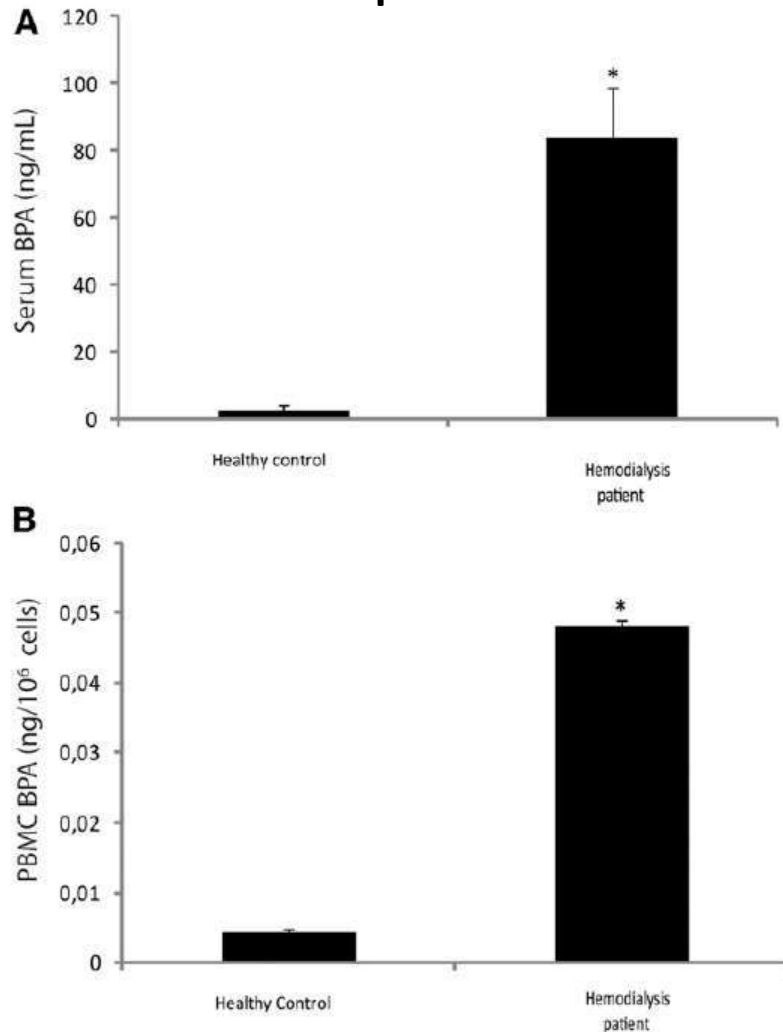 A
120
100
80
60
40
20
0
Serum BPA (ng/mL)
*
Healthy control
Hemodialysis
patient
B
0,06
0,05
0,04
0,03
0,02
0,01
0
PBMC BPA (ng/10⁶ cells)
*
Healthy Control
Hemodialysis
patient